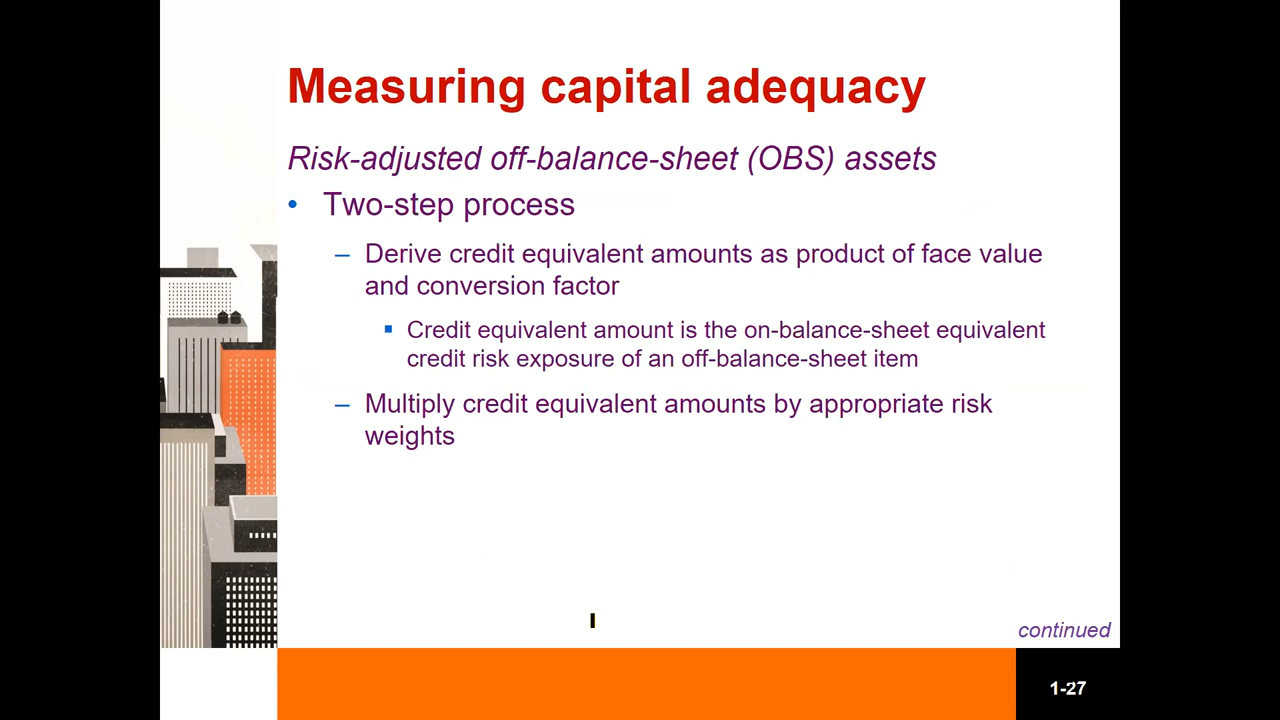 Measuring capital adequacy
Risk-adjusted off-balance-sheet (OBS) assets
• Two-step process
– Derive credit equivalent amounts as product of face value
and conversion factor
▪ Credit equivalent amount is the on-balance-sheet equivalent
credit risk exposure of an off-balance-sheet item
– Multiply credit equivalent amounts by appropriate risk
weights
continued
1-27